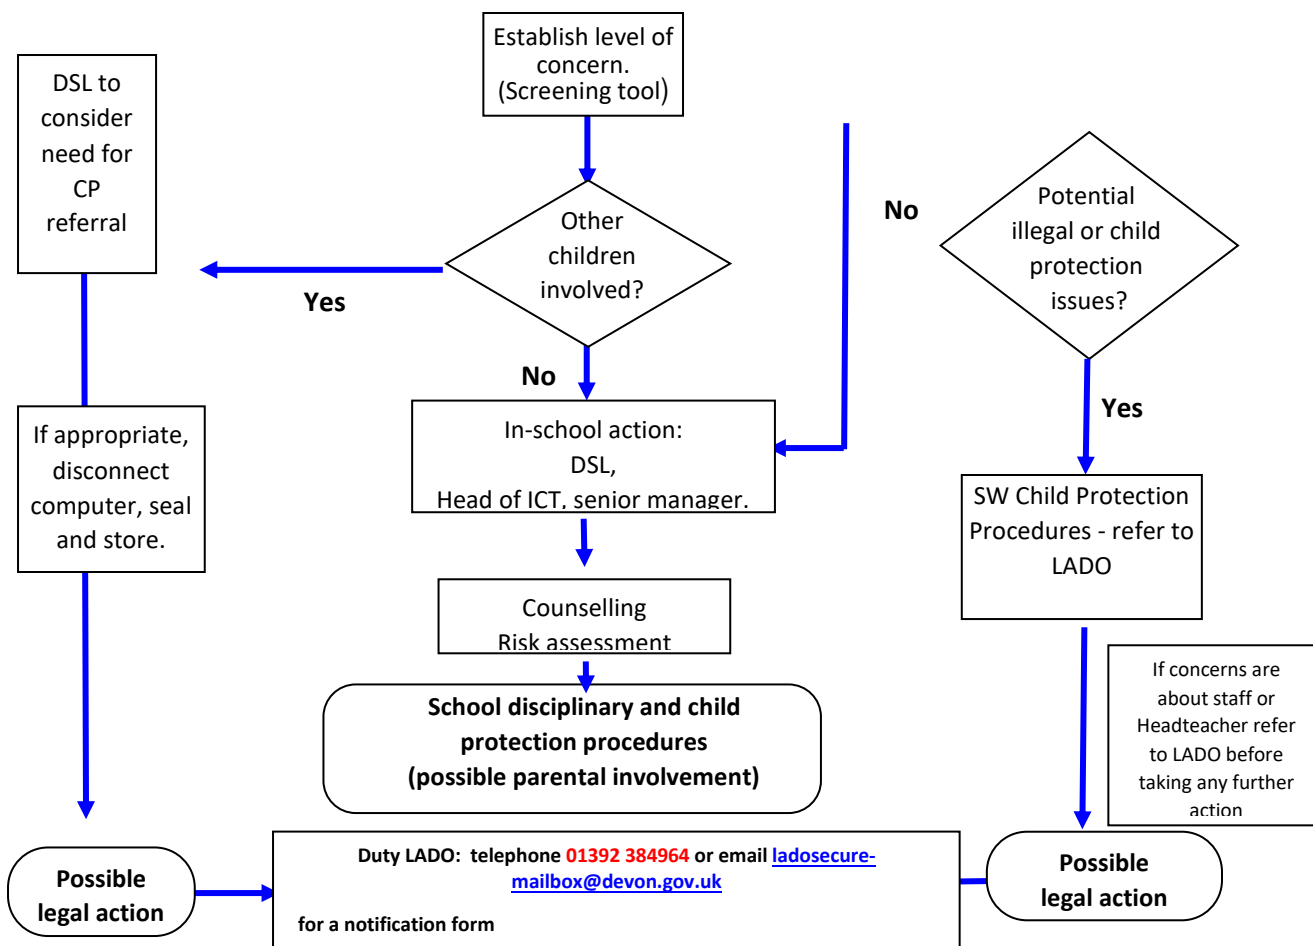 Establish level of
concern.
(Screening tool)
DSL to
consider
need for
CP
referral
Other
children
involved?
Yes
No
No
Potential
illegal or child
protection
issues?
Yes
If appropriate,
disconnect
computer, seal
and store.
In-school action:
DSL,
Head of ICT, senior manager.
SW Child Protection
Procedures - refer to
LADO
Counselling
Risk assessment
If concerns are
about staff or
Headteacher refer
to LADO before
taking any further
action
School disciplinary and child
protection procedures
(possible parental involvement)
Possible
legal action
Duty LADO: telephone 01392 384964 or email ladosecure-
mailbox@devon.gov.uk
for a notification form
Possible
legal action